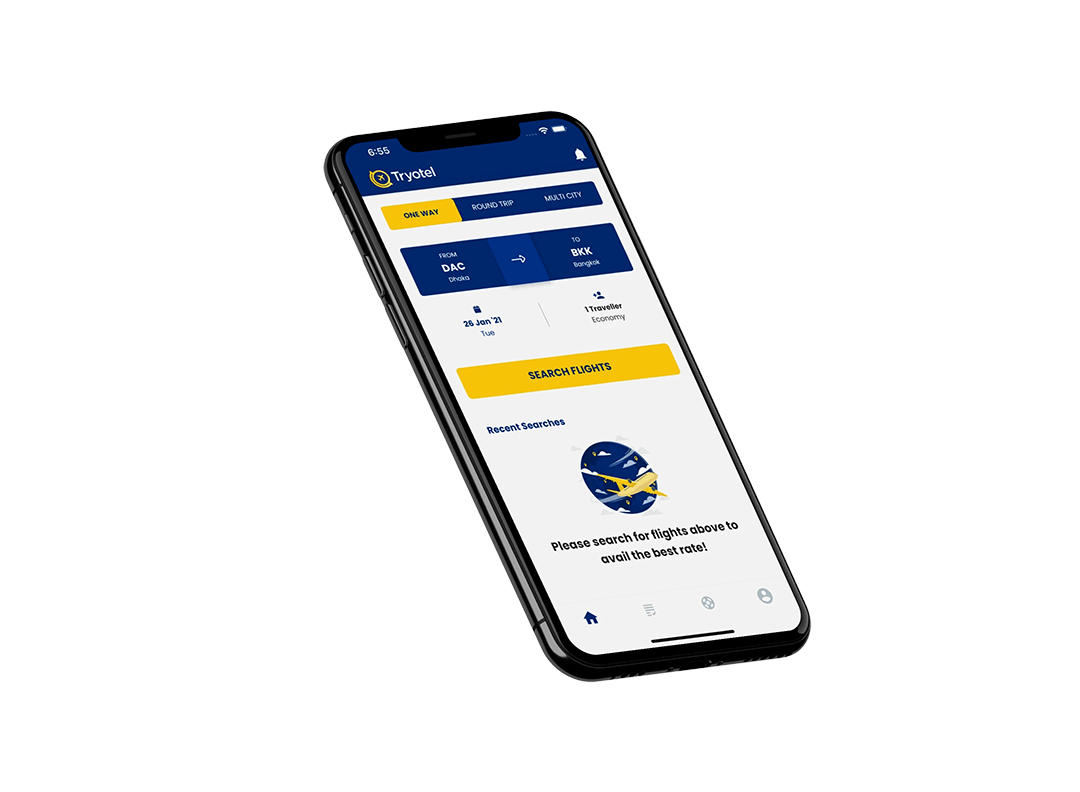 6:55
Tryotel
ONE WAY
ROUND TRIP
MULTI CITY
FROM
DAC
Dhaka
TO
BKK
Bangkok
26 Jan'21
Tue
1 Traveller
Economy
SEARCH FLIGHTS
Recent Searches
Please search for flights above to
avail the best rate!